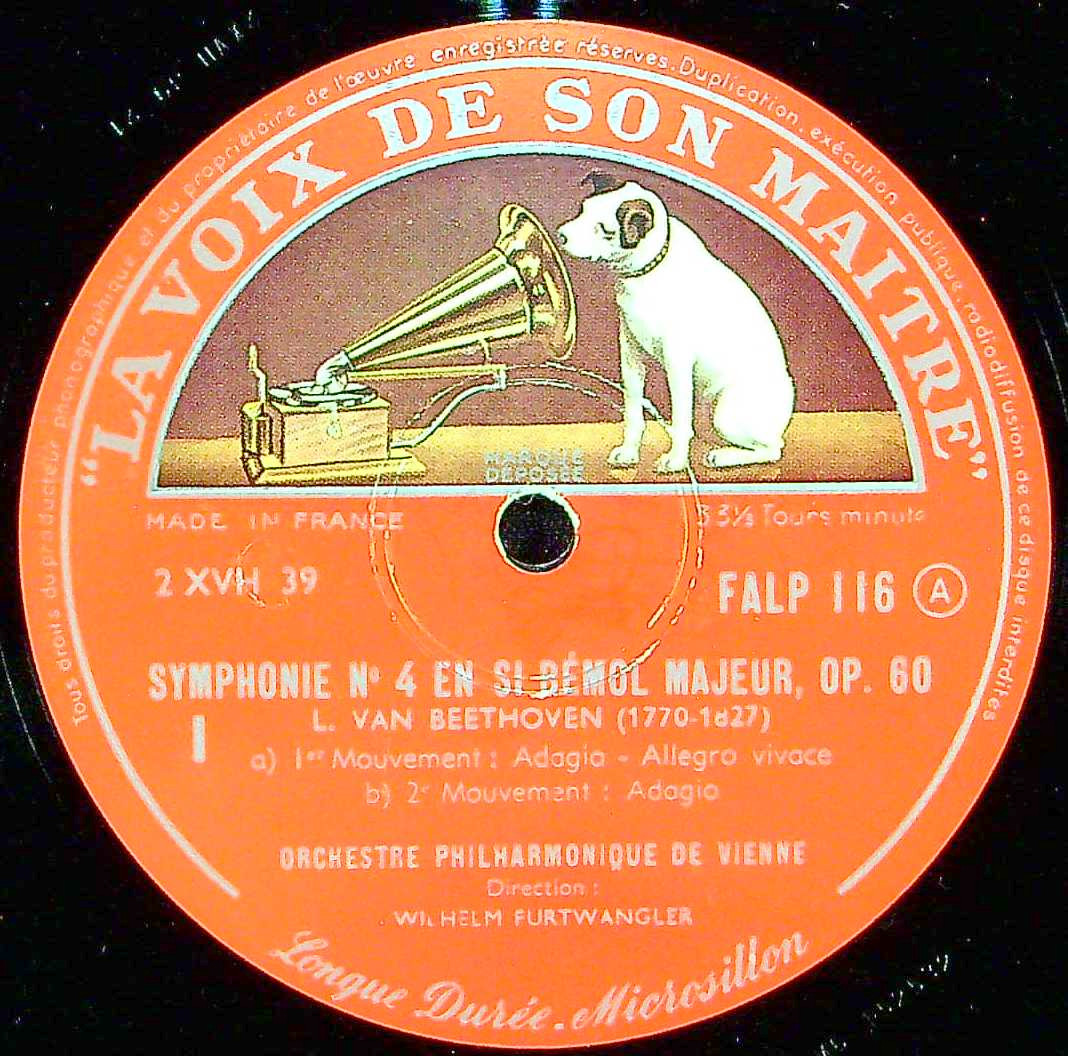 Tous droits du producteur phonographique et du propriétaire de l'œuvre enregistrée réservés. Duplication, exécution publique, radiodiffusion de ce disque interdites
“LA VOIX DE SON MAITRE”
MARQUE
DÉPOSÉE
MADE IN FRANCE
33⅓ Tours minute
2 XVH 39
FALP 116 A
SYMPHONIE Nº 4 EN SI BÉMOL MAJEUR, OP. 60
L. VAN BEETHOVEN (1770-1827)
I
a) 1er Mouvement : Adagio - Allegro vivace
b) 2e Mouvement : Adagio
ORCHESTRE PHILHARMONIQUE DE VIENNE
Direction :
WILHELM FURTWANGLER
Longue Durée. Microsillon